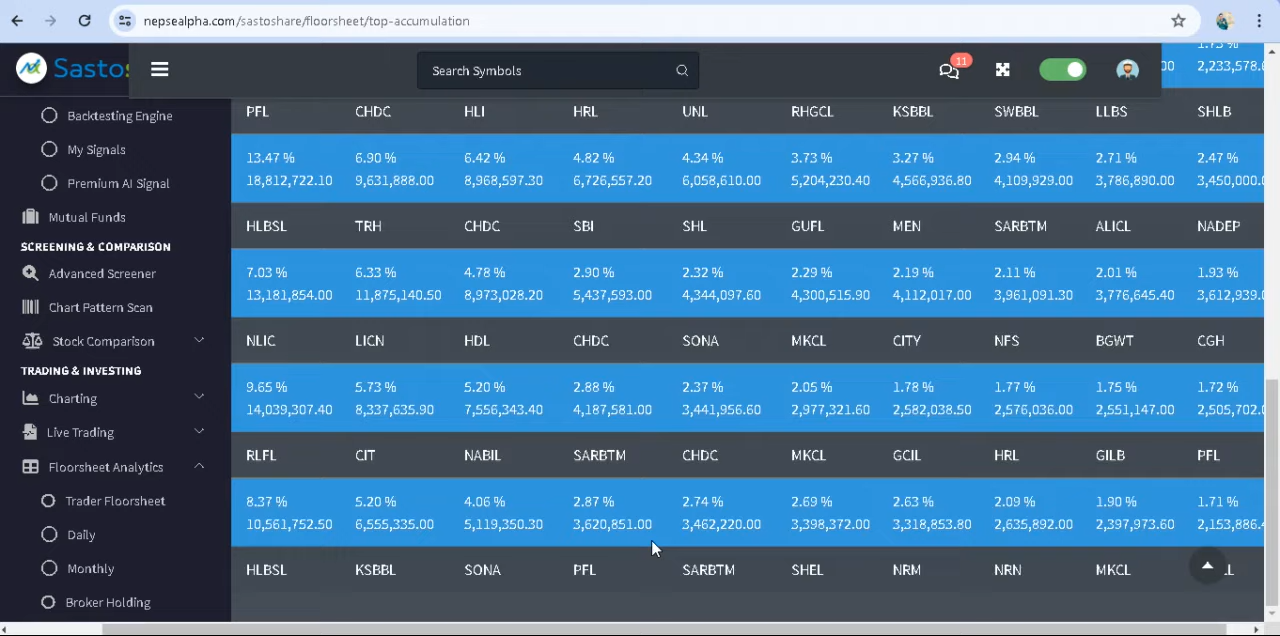 nepsealpha.com/sastoshare/floorsheet/top-accumulation
Sastos
Search Symbols
11
Backtesting Engine
My Signals
Premium AI Signal
Mutual Funds
SCREENING & COMPARISON
Advanced Screener
Chart Pattern Scan
Stock Comparison
TRADING & INVESTING
Charting
Live Trading
Floorsheet Analytics
Trader Floorsheet
Daily
Monthly
Broker Holding
1.73 %
00 2,233,578.
PFL CHDC HLI HRL UNL RHGCL KSBBL SWBBL LLBS SHLB
13.47 % 6.90 % 6.42 % 4.82 % 4.34 % 3.73 % 3.27 % 2.94 % 2.71 % 2.47 %
18,812,722.10 9,631,888.00 8,968,597.30 6,726,557.20 6,058,610.00 5,204,230.40 4,566,936.80 4,109,929.00 3,786,890.00 3,450,000.
HLBSL TRH CHDC SBI SHL GUFL MEN SARBTM ALICL NADEP
7.03 % 6.33 % 4.78 % 2.90 % 2.32 % 2.29 % 2.19 % 2.11 % 2.01 % 1.93 %
13,181,854.00 11,875,140.50 8,973,028.20 5,437,593.00 4,344,097.60 4,300,515.90 4,112,017.00 3,961,091.30 3,776,645.40 3,612,939.
NLIC LICN HDL CHDC SONA MKCL CITY NFS BGWT CGH
9.65 % 5.73 % 5.20 % 2.88 % 2.37 % 2.05 % 1.78 % 1.77 % 1.75 % 1.72 %
14,039,307.40 8,337,635.90 7,556,343.40 4,187,581.00 3,441,956.60 2,977,321.60 2,582,038.50 2,576,036.00 2,551,147.00 2,505,702.
RLFL CIT NABIL SARBTM CHDC MKCL GCIL HRL GILB PFL
8.37 % 5.20 % 4.06 % 2.87 % 2.74 % 2.69 % 2.63 % 2.09 % 1.90 % 1.71 %
10,561,752.50 6,555,335.00 5,119,350.30 3,620,851.00 3,462,220.00 3,398,372.00 3,318,853.80 2,635,892.00 2,397,973.60 2,153,886.
HLBSL KSBBL SONA PFL SARBTM SHEL NRM NRN MKCL